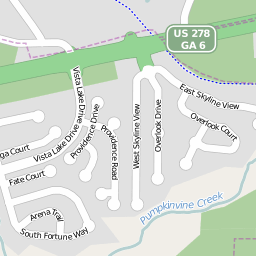 US 278
GA 6
Vista Lake Drive
Providence Drive
East Skyline View
Overlook Court
West Skyline View
Overlook Drive
Providence Road
Vista Lake Drive
Court
Fate Court
Pumpkinvine Creek
Arena Trail
South Fortune Way